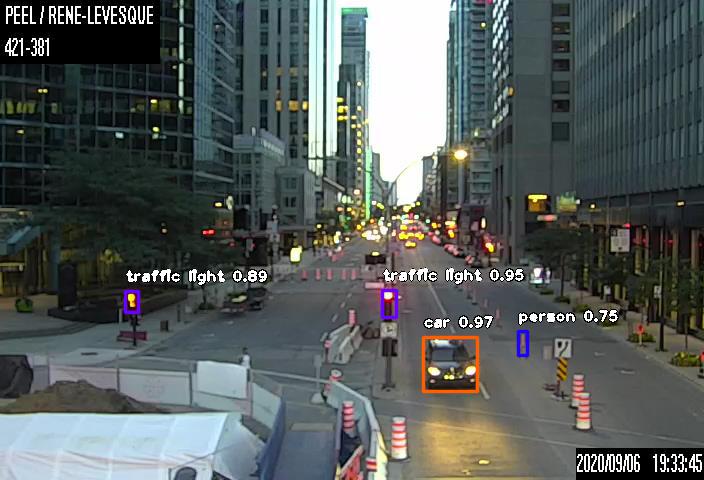 PEEL / RENE-LEVESQUE
421-381
traffic light 0.89
traffic light 0.95
car 0.97
person 0.75
2020/09/06 19:33:45